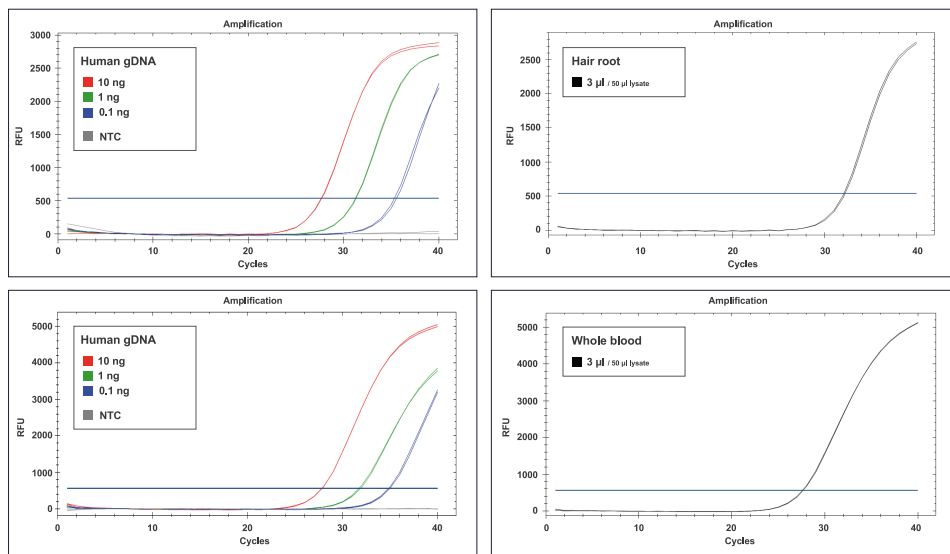 Amplification
3000
2500
2000
1500
1000
500
0
RFU
Human gDNA
10 ng
1 ng
0.1 ng
NTC
0
10
20
30
40
Cycles
Amplification
2500
2000
1500
1000
500
0
RFU
Hair root
3 µl / 50 µl lysate
0
10
20
30
40
Cycles
Amplification
5000
4000
3000
2000
1000
0
RFU
Human gDNA
10 ng
1 ng
0.1 ng
NTC
0
10
20
30
40
Cycles
Amplification
5000
4000
3000
2000
1000
0
RFU
Whole blood
3 µl / 50 µl lysate
0
10
20
30
40
Cycles